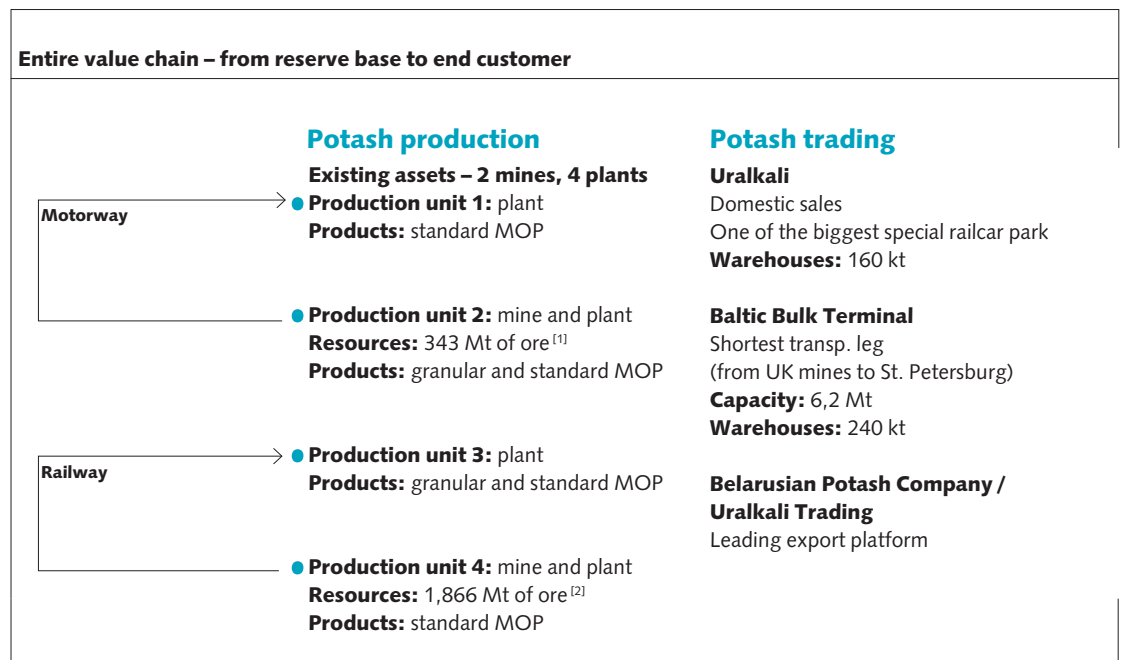 Entire value chain – from reserve base to end customer
Motorway
Railway
Potash production
Existing assets – 2 mines, 4 plants
Production unit 1: plant
Products: standard MOP
Production unit 2: mine and plant
Resources: 343 Mt of ore [1]
Products: granular and standard MOP
Production unit 3: plant
Products: granular and standard MOP
Production unit 4: mine and plant
Resources: 1,866 Mt of ore [2]
Products: standard MOP
Potash trading
Uralkali
Domestic sales
One of the biggest special railcar park
Warehouses: 160 kt
Baltic Bulk Terminal
Shortest transp. leg
(from UK mines to St. Petersburg)
Capacity: 6,2 Mt
Warehouses: 240 kt
Belarusian Potash Company /
Uralkali Trading
Leading export platform